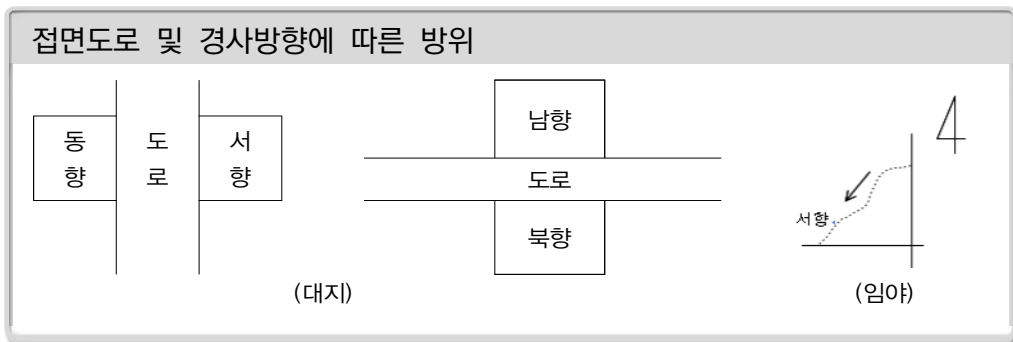 접면도로 및 경사방향에 따른 방위
동향
도로
서향
남향
도로
북향
서향
(대지)
(임야)